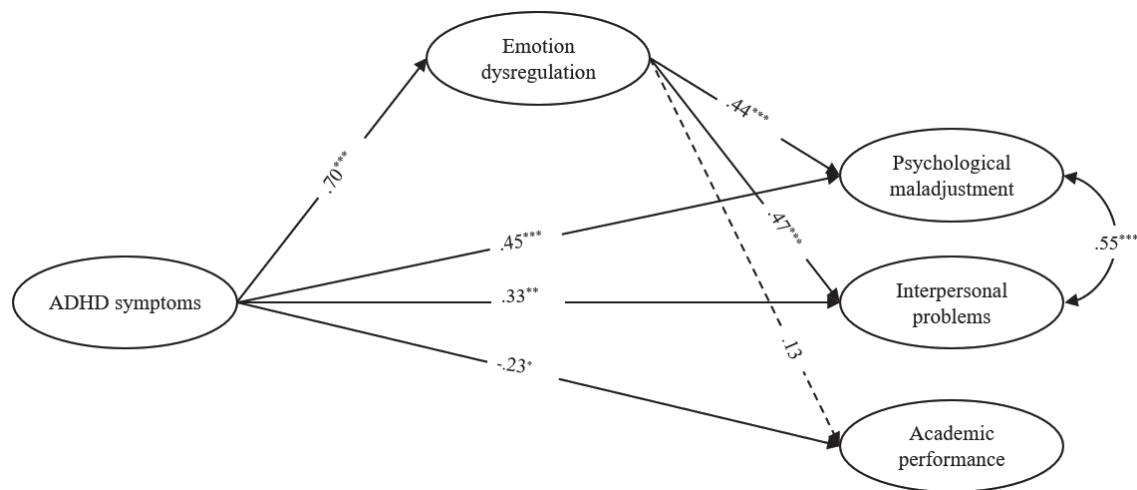 Emotion
dysregulation
.44***
.70***
Psychological
maladjustment
.45***
.47***
.55***
ADHD symptoms
.33**
Interpersonal
problems
-.23*
.13
Academic
performance